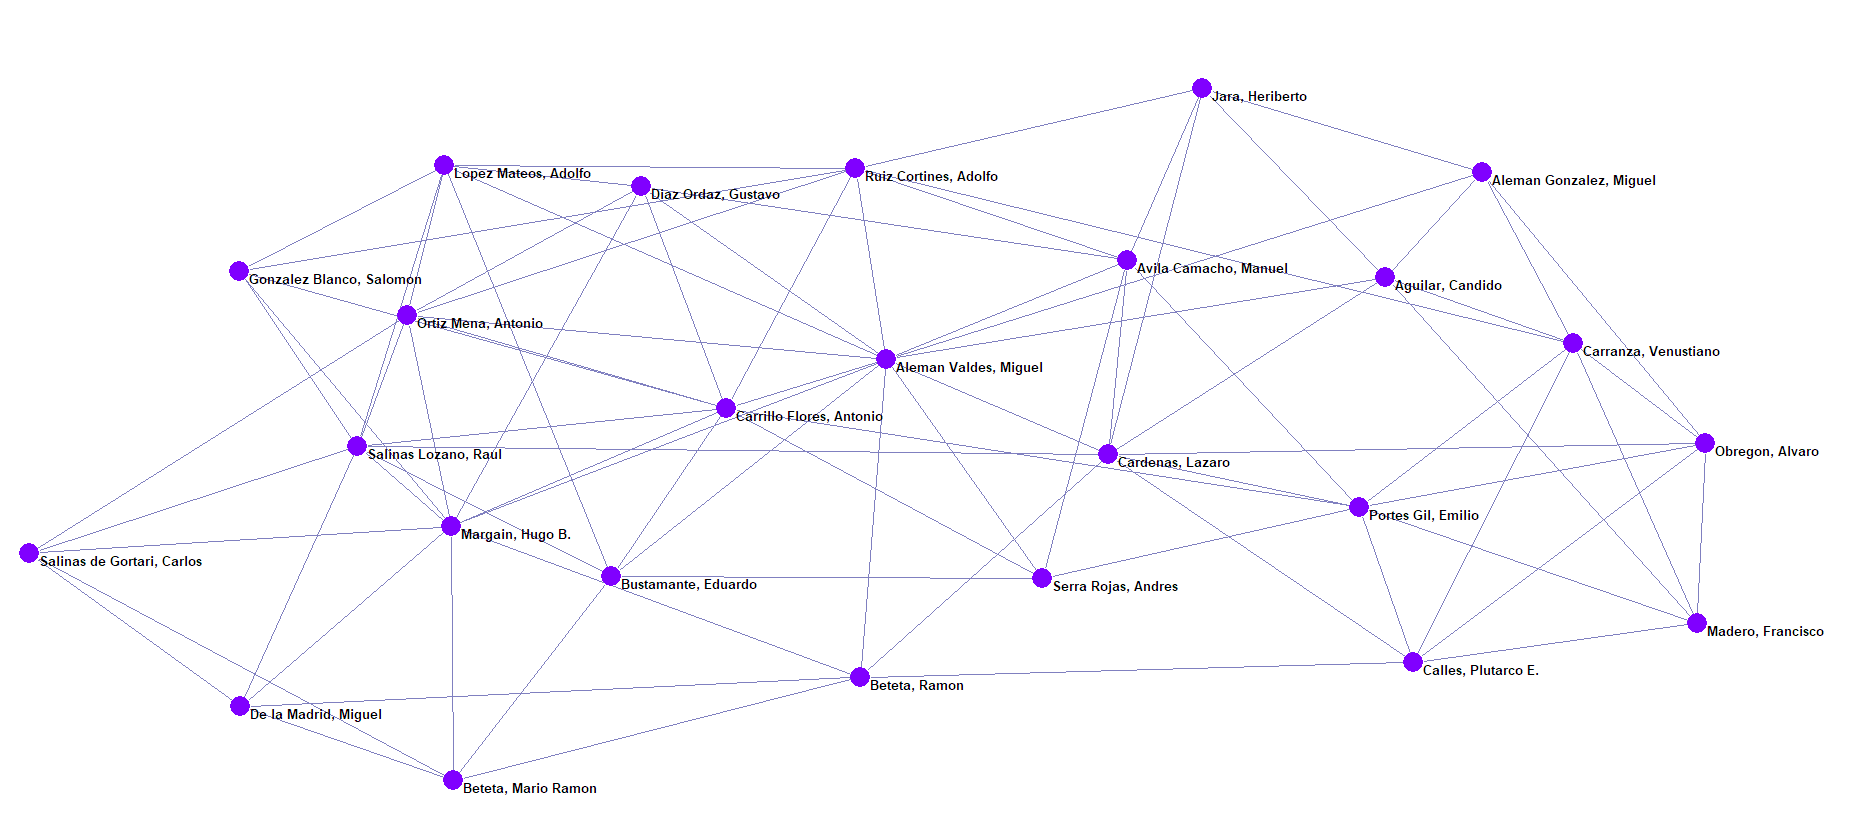 Jara, Heriberto
Lopez Mateos, Adolfo
Ruiz Cortines, Adolfo
Aleman Gonzalez, Miguel
Diaz Ordaz, Gustavo
Avila Camacho, Manuel
Gonzalez Blanco, Salomon
Aguilar, Candido
Ortiz Mena, Antonio
Carranza, Venustiano
Aleman Valdes, Miguel
Carrillo Flores, Antonio
Obregon, Alvaro
Salinas Lozano, Raul
Cardenas, Lazaro
Portes Gil, Emilio
Margain, Hugo B.
Salinas de Gortari, Carlos
Bustamante, Eduardo
Serra Rojas, Andres
Madero, Francisco
Calles, Plutarco E.
Beteta, Ramon
De la Madrid, Miguel
Beteta, Mario Ramon